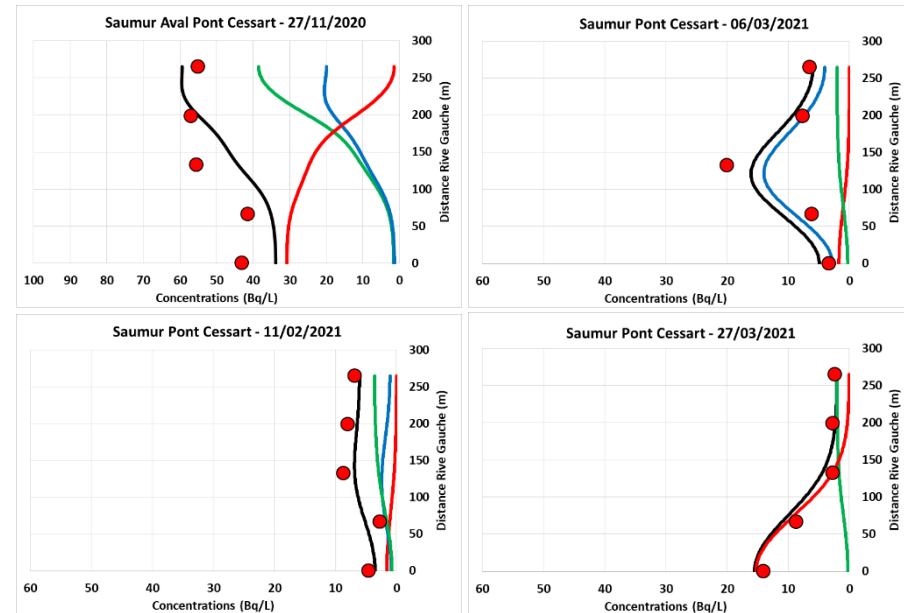 Saumur Aval Pont Cessart - 27/11/2020
300
250
200
150
100
50
0
Distance Rive Gauche (m)
100 90 80 70 60 50 40 30 20 10 0
Concentrations (Bq/L)
Saumur Pont Cessart - 06/03/2021
300
250
200
150
100
50
0
Distance Rive Gauche (m)
60 50 40 30 20 10 0
Concentrations (Bq/L)
Saumur Pont Cessart - 11/02/2021
300
250
200
150
100
50
0
Distance Rive Gauche (m)
60 50 40 30 20 10 0
Concentrations (Bq/L)
Saumur Pont Cessart - 27/03/2021
300
250
200
150
100
50
0
Distance Rive Gauche (m)
60 50 40 30 20 10 0
Concentrations (Bq/L)